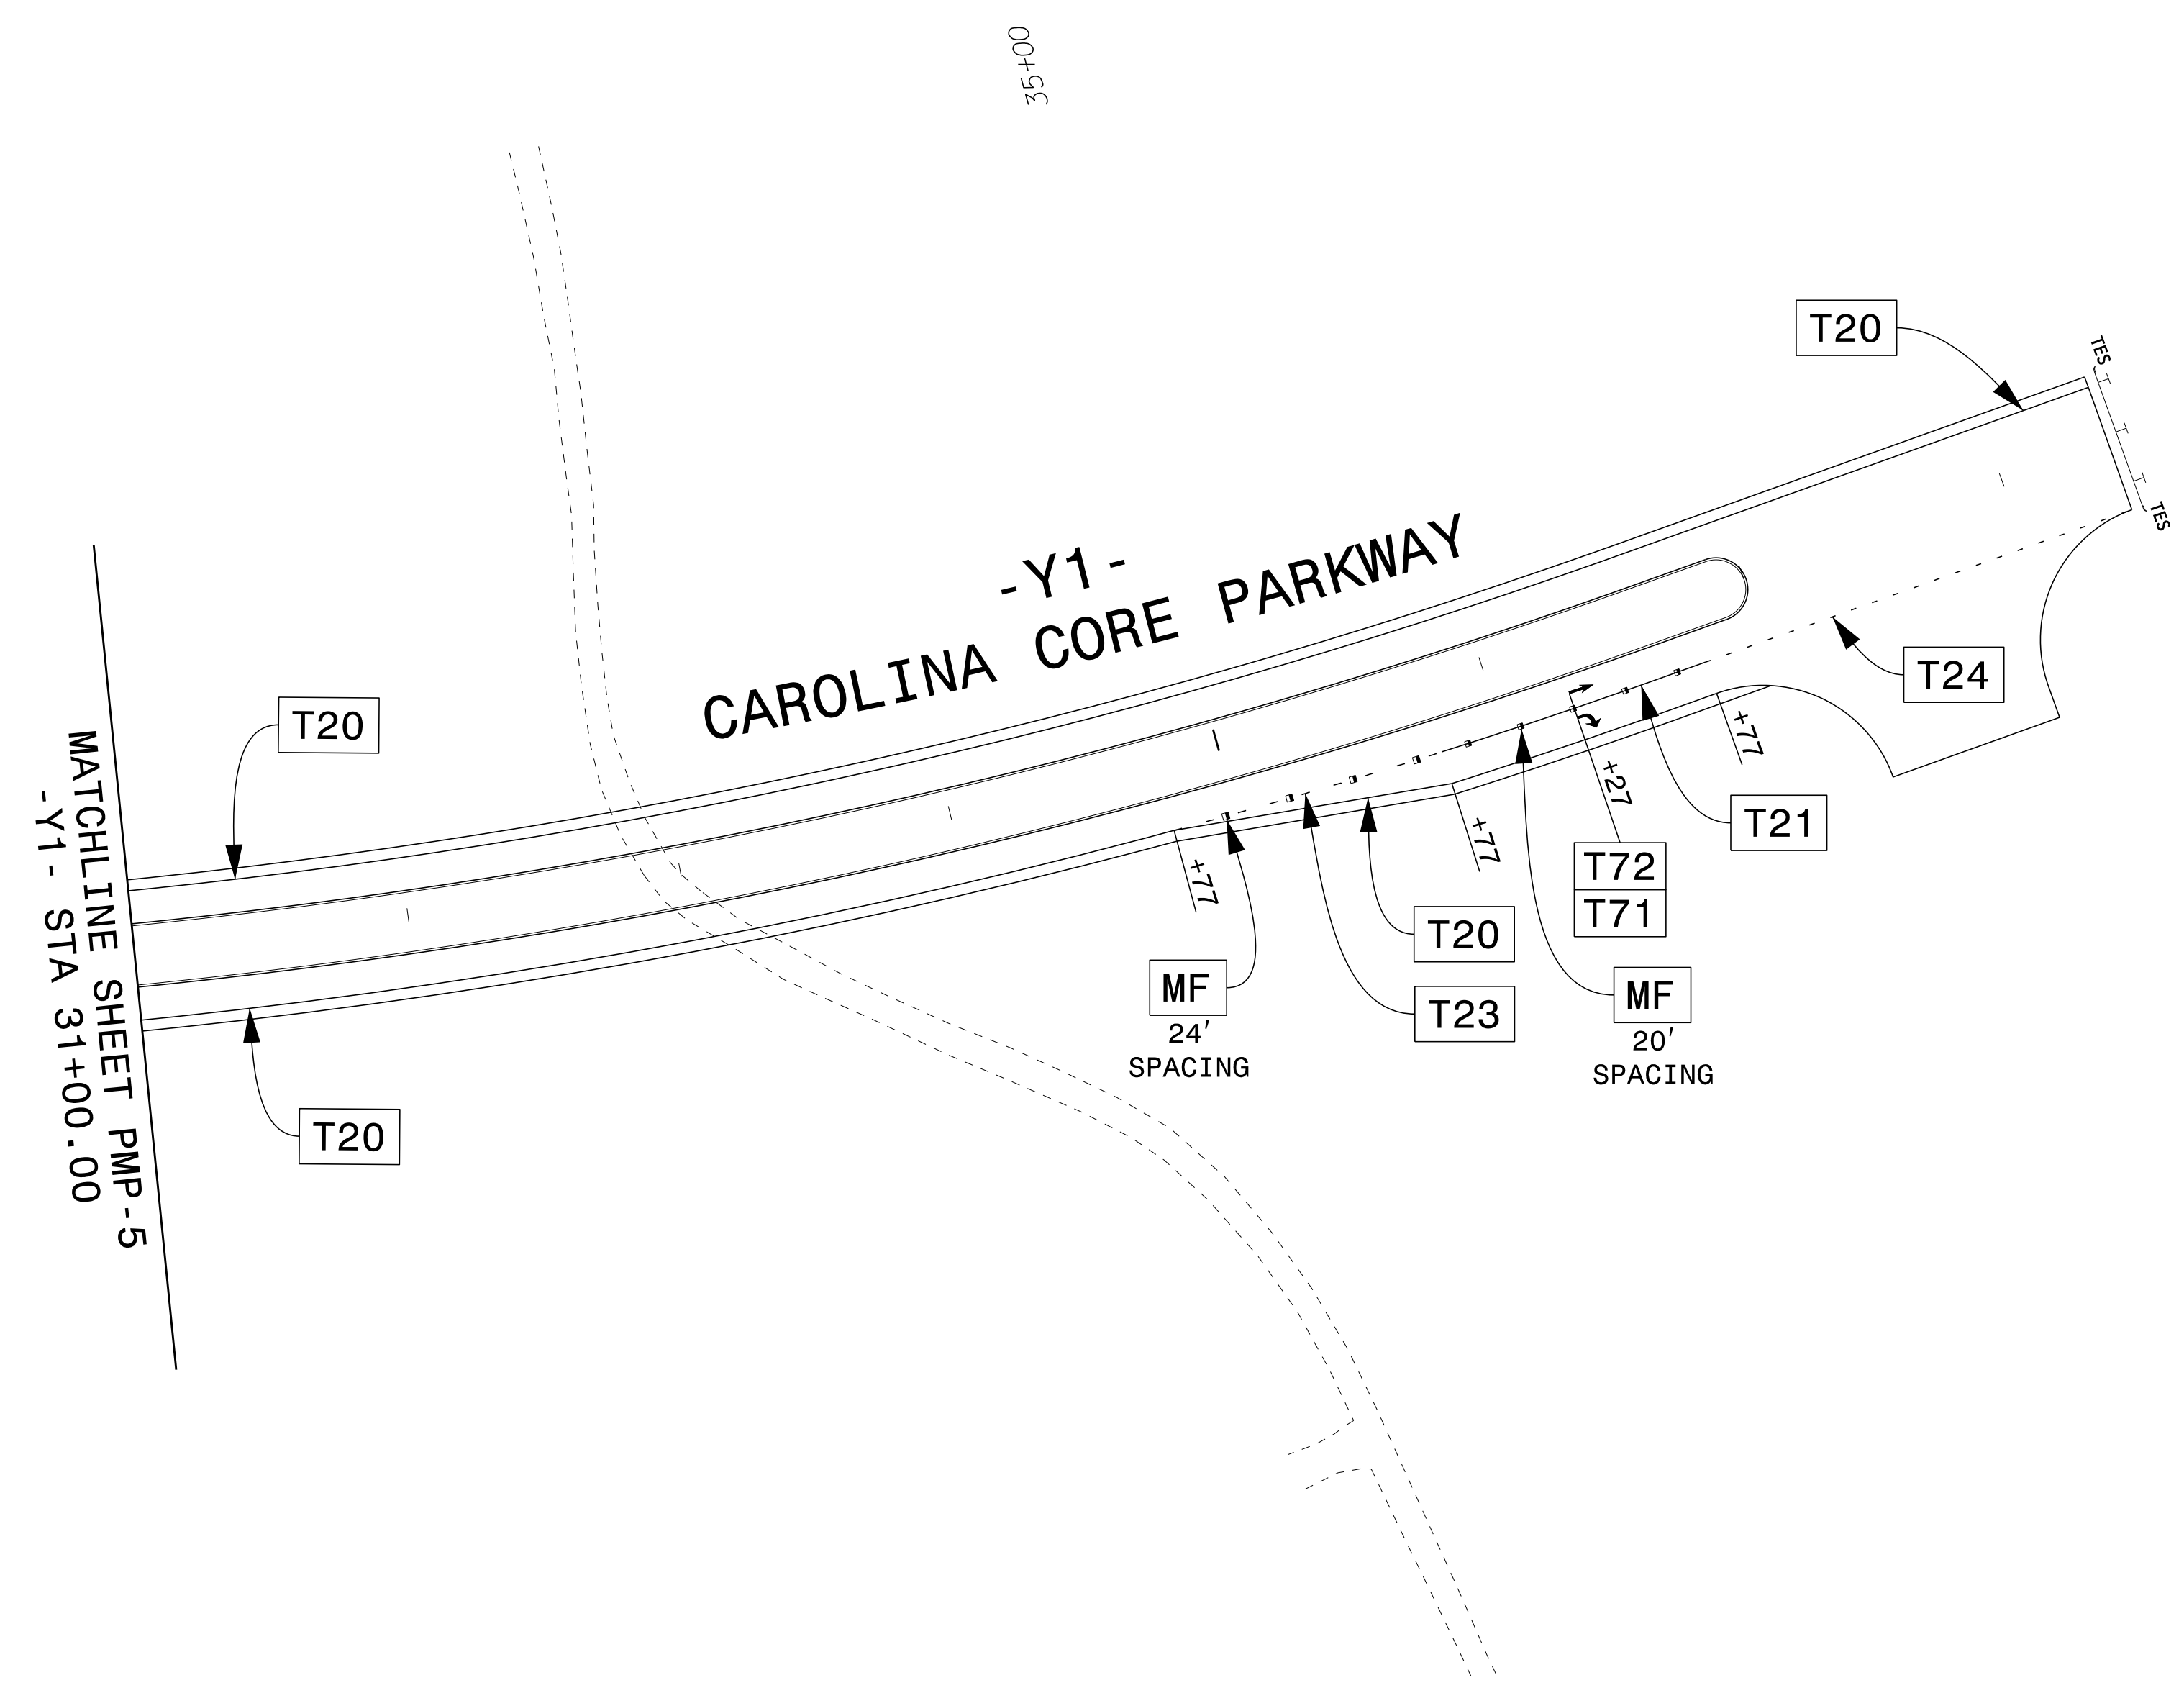 35+00
T20
TES
TES
-Y1-
CAROLINA CORE PARKWAY
T20
T24
+77
+27
T21
+77
+77
T72
T71
T20
MF
24'
SPACING
T23
MF
20'
SPACING
T20
MATCHLINE SHEET PMP-5
-Y1- STA 31+00.00